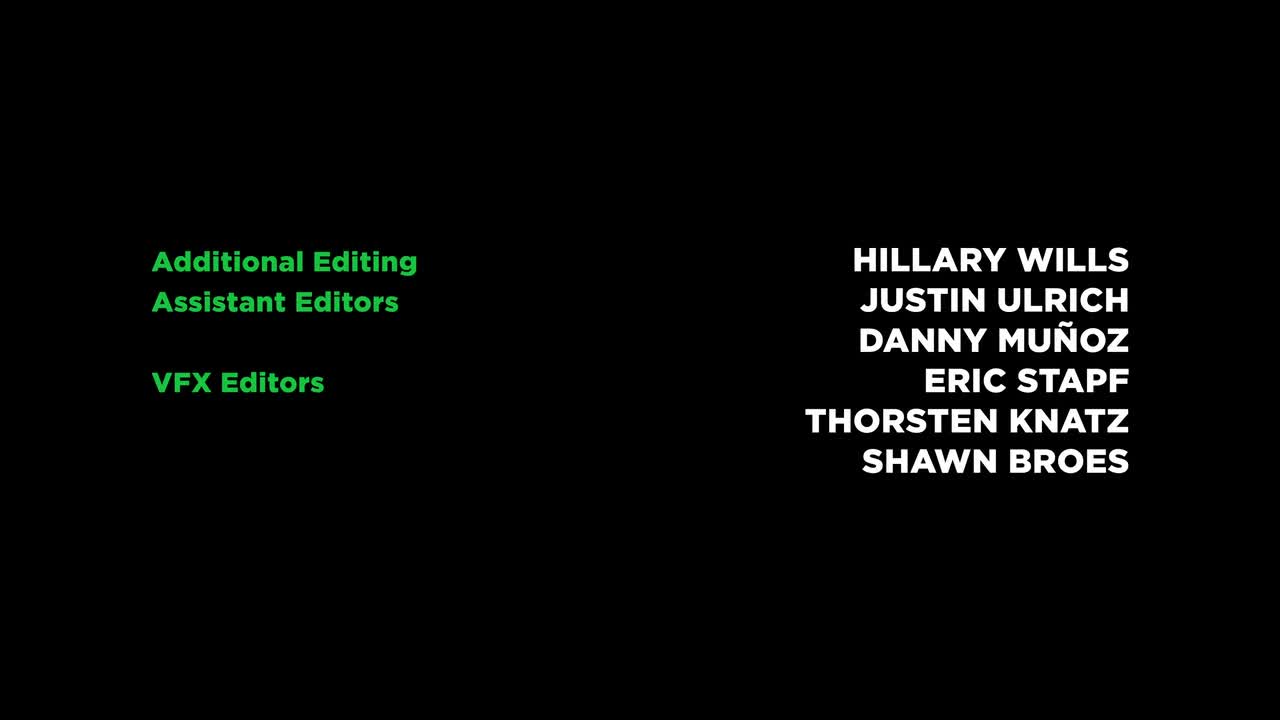 Additional Editing HILLARY WILLS
Assistant Editors JUSTIN ULRICH
DANNY MUÑOZ
VFX Editors ERIC STAPF
THORSTEN KNATZ
SHAWN BROES